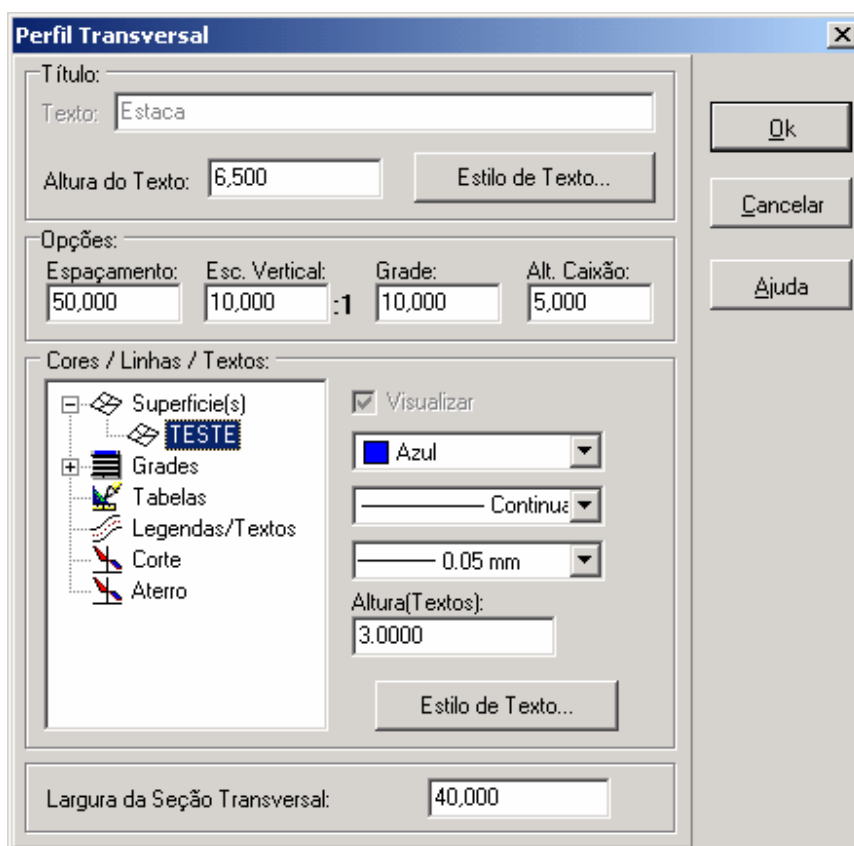 Perfil Transversal
Título:
Texto: Estaca
Altura do Texto: 6,500 Estilo de Texto...
Opções:
Espaçamento: Esc. Vertical: Grade: Alt. Caixão:
50,000 10,000 :1 10,000 5,000
Cores / Linhas / Textos:
Superficie(s)
TESTE
Grades
Tabelas
Legendas/Textos
Corte
Aterro
Visualizar
Azul
Continua
0.05 mm
Altura(Textos):
3.0000
Estilo de Texto...
Largura da Seção Transversal: 40,000
Ok
Cancelar
Ajuda